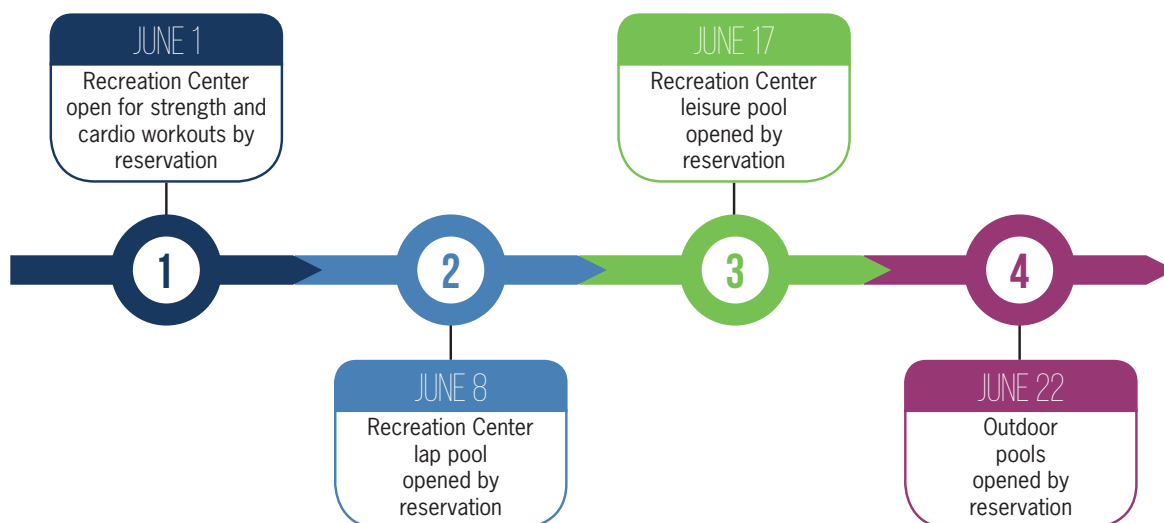 JUNE 1
Recreation Center
open for strength and
cardio workouts by
reservation
1
2
JUNE 8
Recreation Center
lap pool
opened by
reservation
JUNE 17
Recreation Center
leisure pool
opened by
reservation
3
4
JUNE 22
Outdoor
pools
opened by
reservation